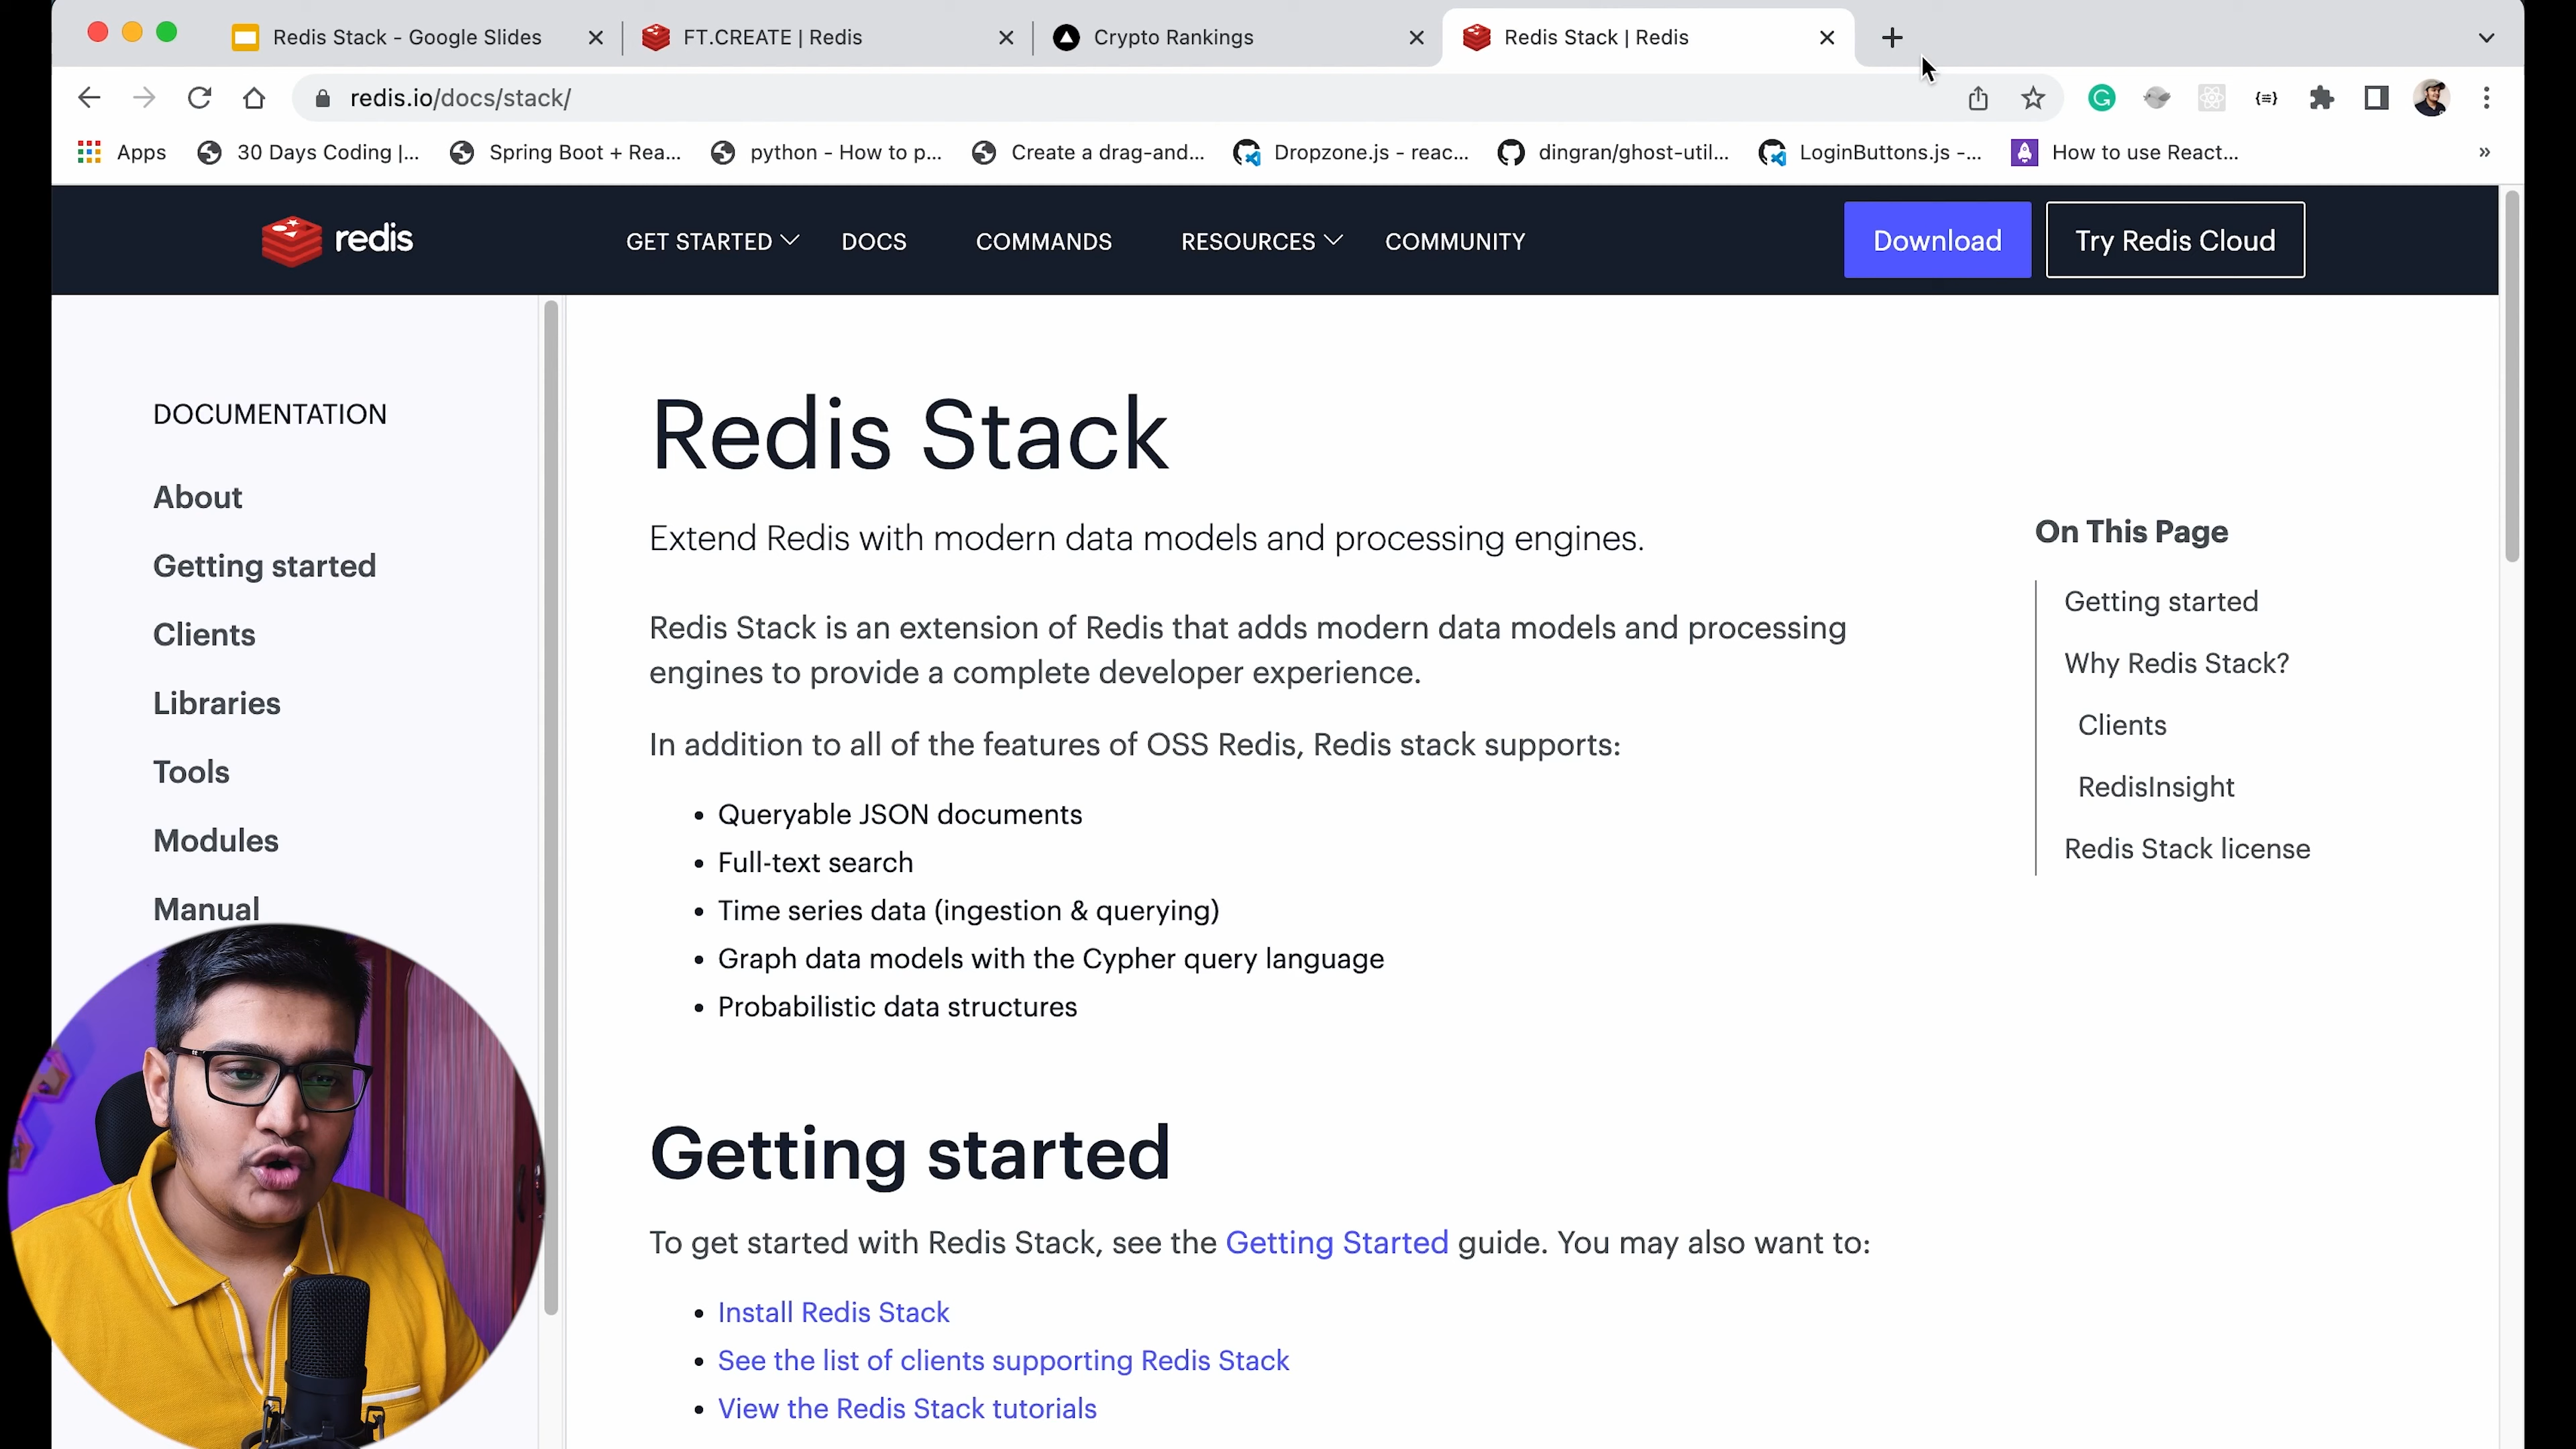 Redis Stack - Google Slides
FT.CREATE | Redis
Crypto Rankings
Redis Stack | Redis
redis.io/docs/stack/
Apps
30 Days Coding |...
Spring Boot + Rea...
python - How to p...
Create a drag-and...
Dropzone.js - reac...
dingran/ghost-util...
LoginButtons.js -...
How to use React...
»
redis
GET STARTED
DOCS
COMMANDS
RESOURCES
COMMUNITY
Download
Try Redis Cloud
DOCUMENTATION
About
Getting started
Clients
Libraries
Tools
Modules
Manual
Redis Stack
Extend Redis with modern data models and processing engines.
Redis Stack is an extension of Redis that adds modern data models and processing
engines to provide a complete developer experience.
In addition to all of the features of OSS Redis, Redis stack supports:
• Queryable JSON documents
• Full-text search
• Time series data (ingestion & querying)
• Graph data models with the Cypher query language
• Probabilistic data structures
Getting started
To get started with Redis Stack, see the Getting Started guide. You may also want to:
• Install Redis Stack
• See the list of clients supporting Redis Stack
• View the Redis Stack tutorials
On This Page
Getting started
Why Redis Stack?
Clients
RedisInsight
Redis Stack license